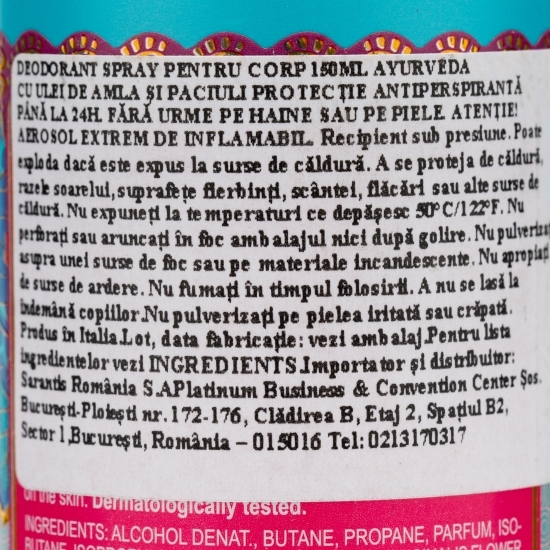 DEODORANT SPRAY PENTRU CORP 150ML AYURVEDA
CU ULEI DE AMLA ȘI PACIULI PROTECȚIE ANTIPERSPIRANTĂ
PÂNĂ LA 24H. FĂRĂ URME PE HAINE SAU PE PIELE. ATENȚIE!
AEROSOL EXTREM DE INFLAMABIL. Recipient sub presiune. Poate
exploda dacă este expus la surse de căldură. A se proteja de căldură,
razele soarelui, suprafețe fierbinți, scântei, flăcări sau alte surse de
căldură. Nu expuneți la temperaturi ce depășesc 50°C/122°F. Nu
perforați sau aruncați în foc ambalajul nici după golire. Nu pulverizați
asupra unei surse de foc sau pe materiale incandescente. Nu apropiați
de surse de ardere. Nu fumați în timpul folosirii. A nu se lasă la
îndemână copiilor. Nu pulverizați pe pielea iritată sau crăpată.
Produs în Italia. Lot, data fabricație: vezi ambalaj. Pentru lista
ingredientelor vezi INGREDIENTS. Importator și distribuitor:
Sarantis România S.A Platinum Business & Convention Center Șos.
București-Ploiești nr. 172-176, Clădirea B, Etaj 2, Spațiul B2,
Sector 1, București, România – 015016 Tel: 0213170317
on the skin. Dermatologically tested.
INGREDIENTS: ALCOHOL DENAT., BUTANE, PROPANE, PARFUM, ISO-